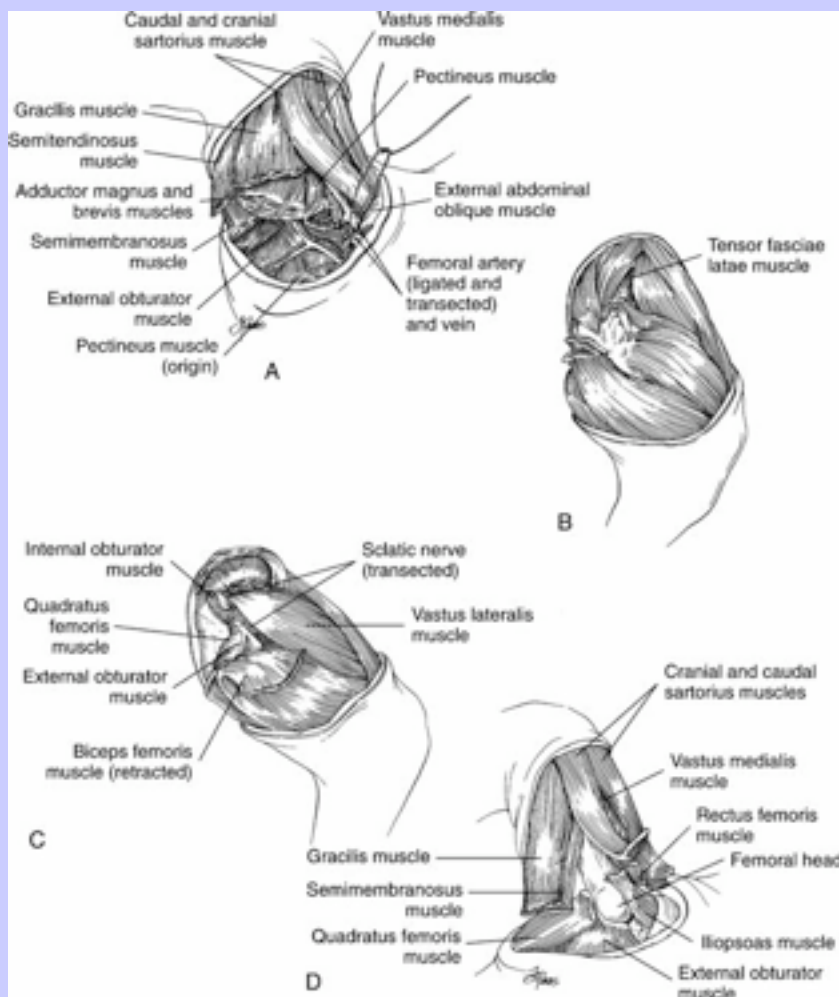 Caudal and cranial
sartorius muscle
Vastus medialis
muscle
Pectineus muscle
Gracilis muscle
Semitendinosus
muscle
Adductor magnus and
brevis muscles
External abdominal
oblique muscle
Semimembranosus
muscle
Femoral artery
(ligated and
transected)
and vein
External obturator
muscle
Pectineus muscle
(origin)
A
Tensor fasciae
latae muscle
B
Internal obturator
muscle
Sciatic nerve
(transected)
Quadratus
femoris
muscle
Vastus lateralis
muscle
External obturator
muscle
Biceps femoris
muscle (retracted)
C
Cranial and caudal
sartorius muscles
Vastus medialis
muscle
Rectus femoris
muscle
Gracilis muscle
Femoral head
Semimembranosus
muscle
Quadratus femoris
muscle
Iliopsoas muscle
External obturator
muscle
D